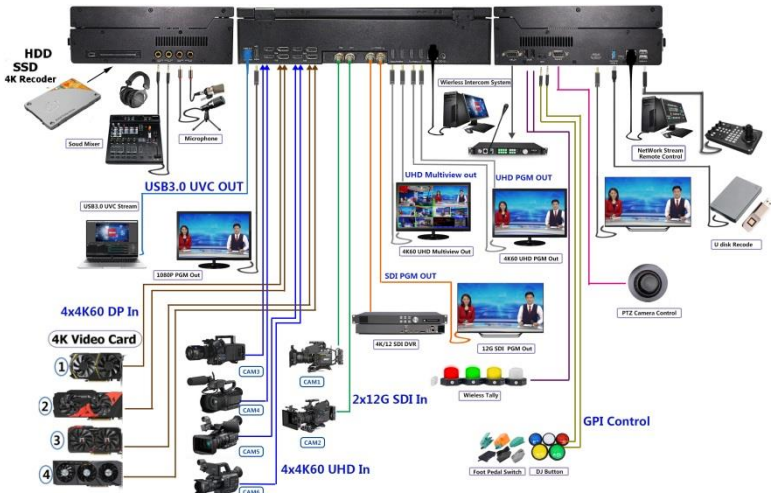 HDD
SSD
4K Recoder
Soud Mixer
Microphone
USB3.0 UVC OUT
USB3.0 UVC Stream
1080P PGM Out
4x4K60 DP In
4K Video Card
1
2
3
4
CAM3
CAM4
CAM5
CAM6
CAM1
CAM2
2x12G SDI In
4x4K60 UHD In
Wierless Intercom System
UHD Multiview out
UHD PGM OUT
4K60 UHD Multiview Out
4K60 UHD PGM Out
SDI PGM OUT
4K/12 SDI DVR
12G SDI PGM Out
Wieless Tally
GPI Control
Foot Pedal Switch
DJ Button
NetWork Stream
Remote Control
U disk Recode
PTZ Camera Control